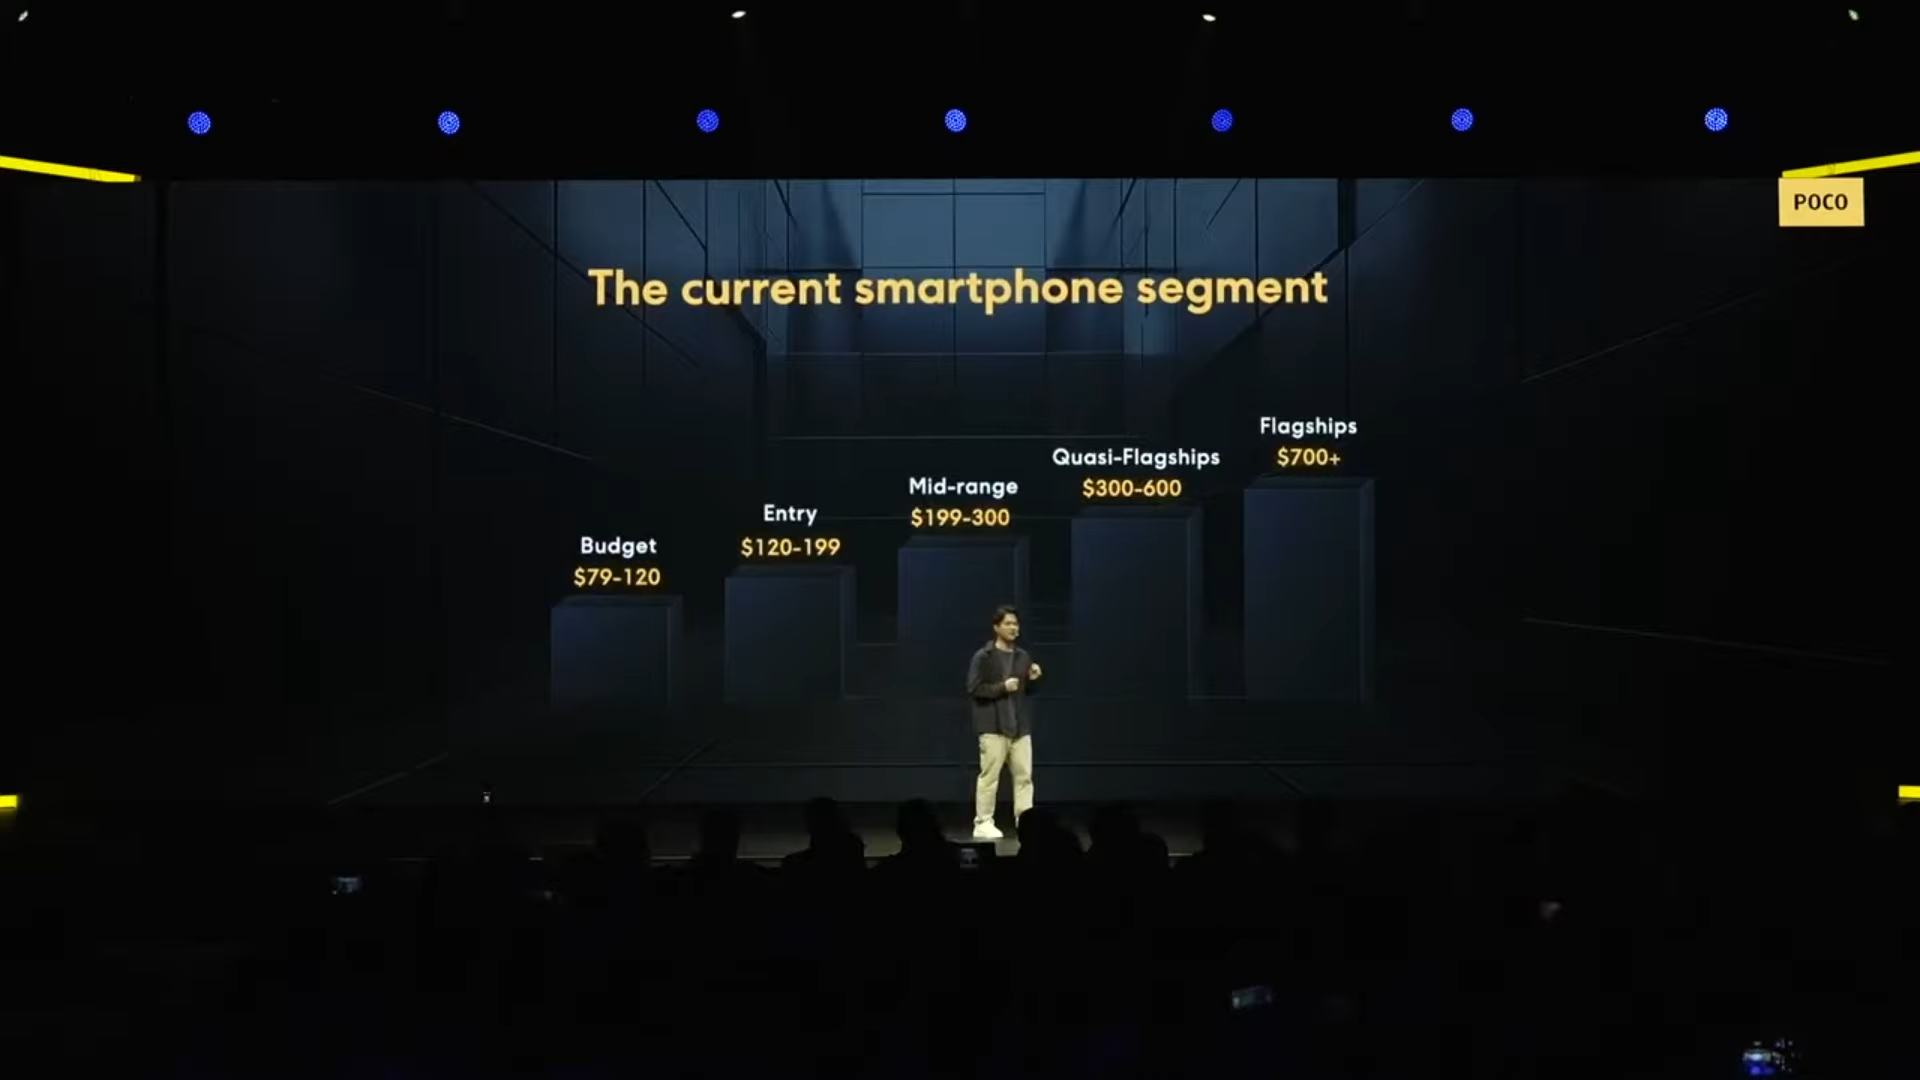 POCO
The current smartphone segment
Budget
$79-120
Entry
$120-199
Mid-range
$199-300
Quasi-Flagships
$300-600
Flagships
$700+